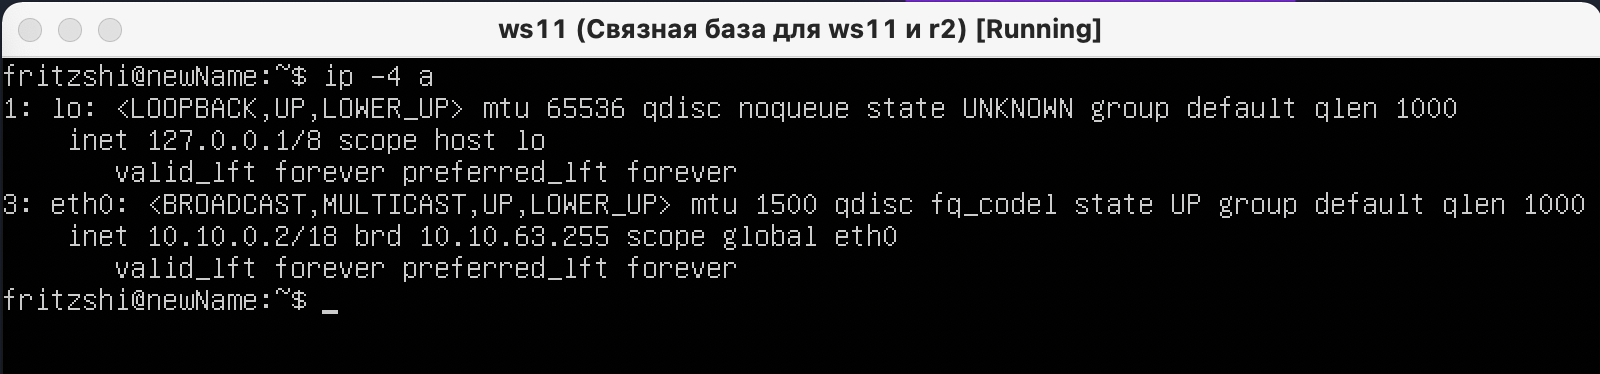 ws11 (Связная база для ws11 и r2) [Running]
fritzshi@newName:~$ ip -4 a
1: lo: <LOOPBACK,UP,LOWER_UP> mtu 65536 qdisc noqueue state UNKNOWN group default qlen 1000
    inet 127.0.0.1/8 scope host lo
       valid_lft forever preferred_lft forever
3: eth0: <BROADCAST,MULTICAST,UP,LOWER_UP> mtu 1500 qdisc fq_codel state UP group default qlen 1000
    inet 10.10.0.2/18 brd 10.10.63.255 scope global eth0
       valid_lft forever preferred_lft forever
fritzshi@newName:~$ _